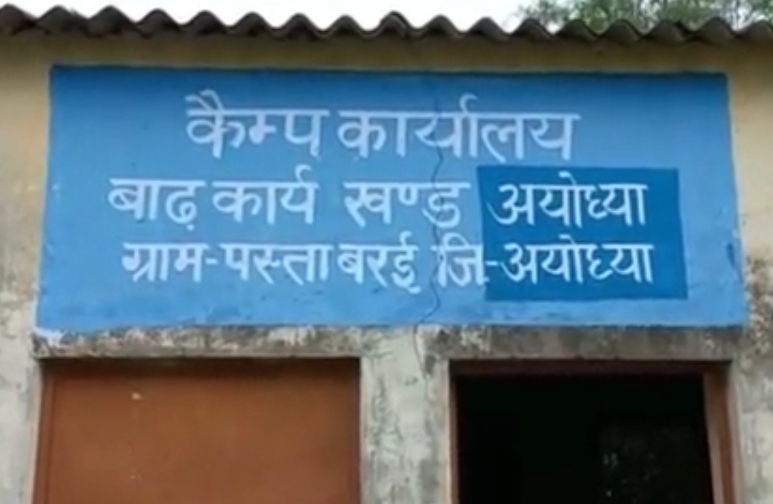 कैम्प कार्यालय
बाढ़ कार्य खण्ड अयोध्या
ग्राम-पस्ता बरई जि-अयोध्या